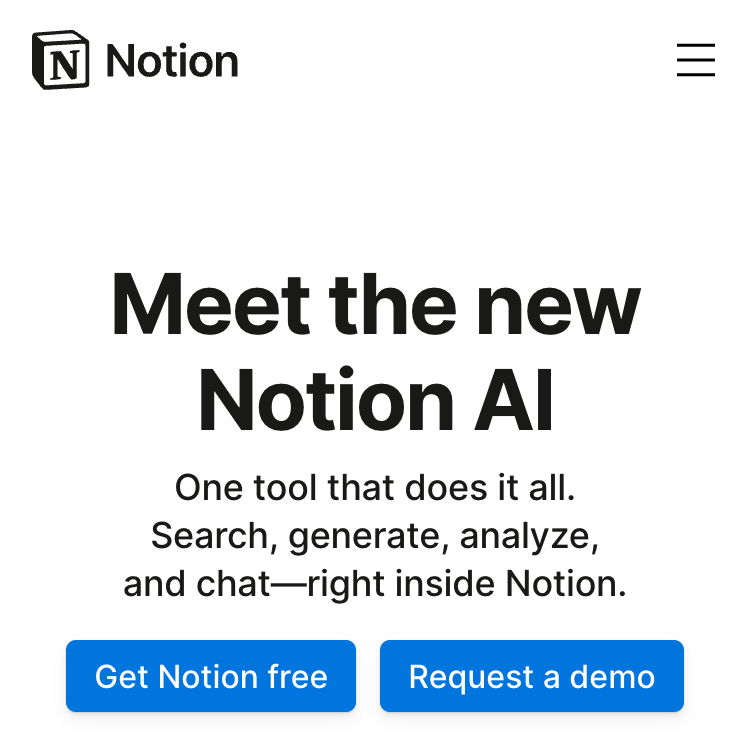 N Notion
Meet the new
Notion AI
One tool that does it all.
Search, generate, analyze,
and chat—right inside Notion.
Get Notion free
Request a demo